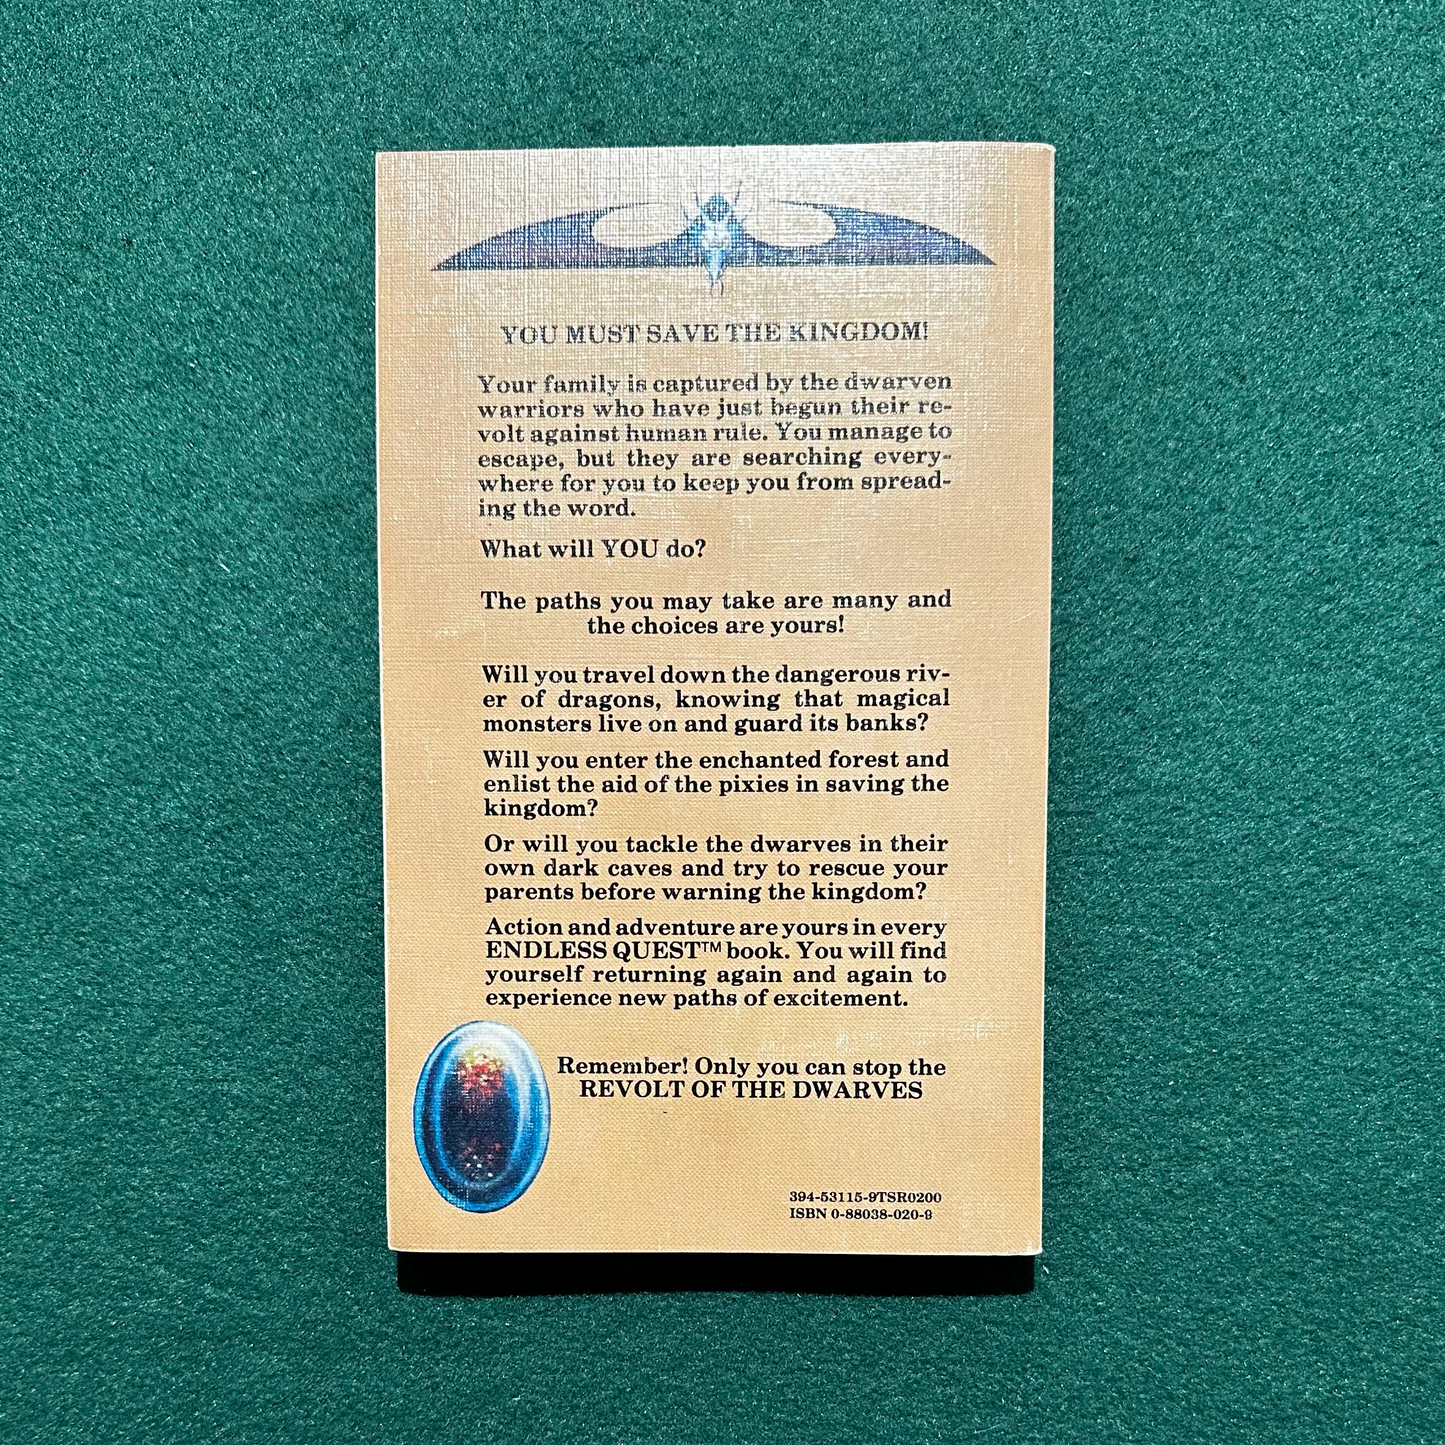 YOU MUST SAVE THE KINGDOM!
Your family is captured by the dwarven
warriors who have just begun their re-
volt against human rule. You manage to
escape, but they are searching every-
where for you to keep you from spread-
ing the word.
What will YOU do?
The paths you may take are many and
the choices are yours!
Will you travel down the dangerous riv-
er of dragons, knowing that magical
monsters live on and guard its banks?
Will you enter the enchanted forest and
enlist the aid of the pixies in saving the
kingdom?
Or will you tackle the dwarves in their
own dark caves and try to rescue your
parents before warning the kingdom?
Action and adventure are yours in every
ENDLESS QUEST™ book. You will find
yourself returning again and again to
experience new paths of excitement.
Remember! Only you can stop the
REVOLT OF THE DWARVES
394-53115-9TSR0200
ISBN 0-88038-020-9